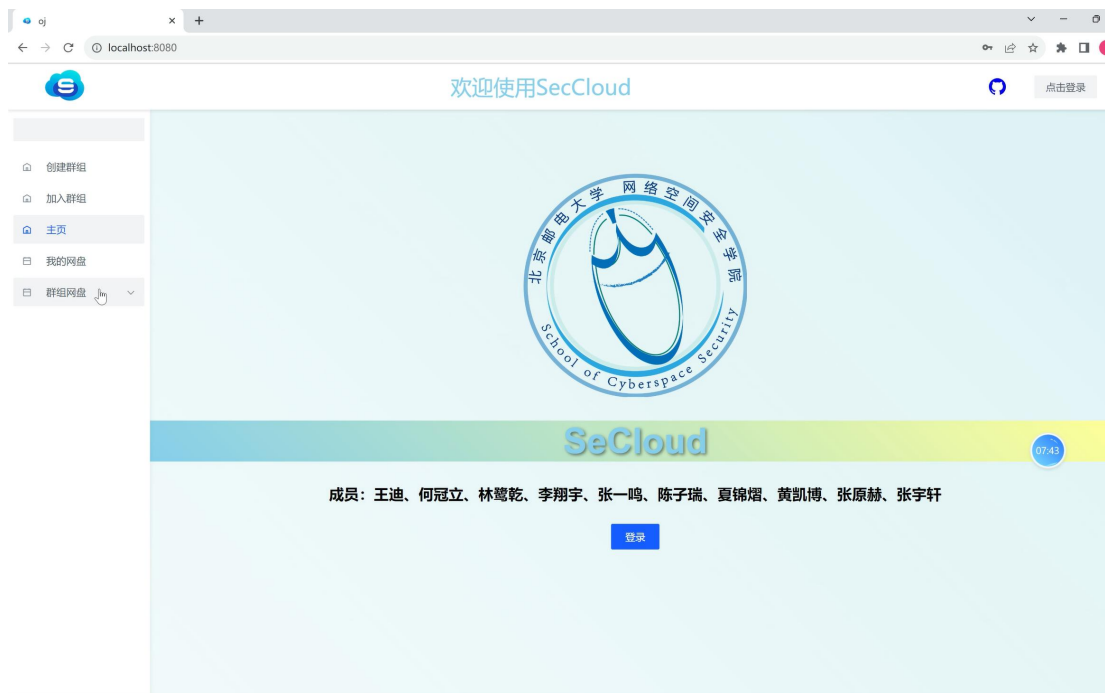 oj
localhost:8080
欢迎使用SecCloud
点击登录
创建群组
加入群组
主页
我的网盘
群组网盘
北京邮电大学 网络空间安全学院
School of Cyberspace Security
SeCloud
07:43
成员：王迪、何冠立、林鹭乾、李翔宇、张一鸣、陈子瑞、夏锦熠、黄凯博、张原赫、张宇轩
登录